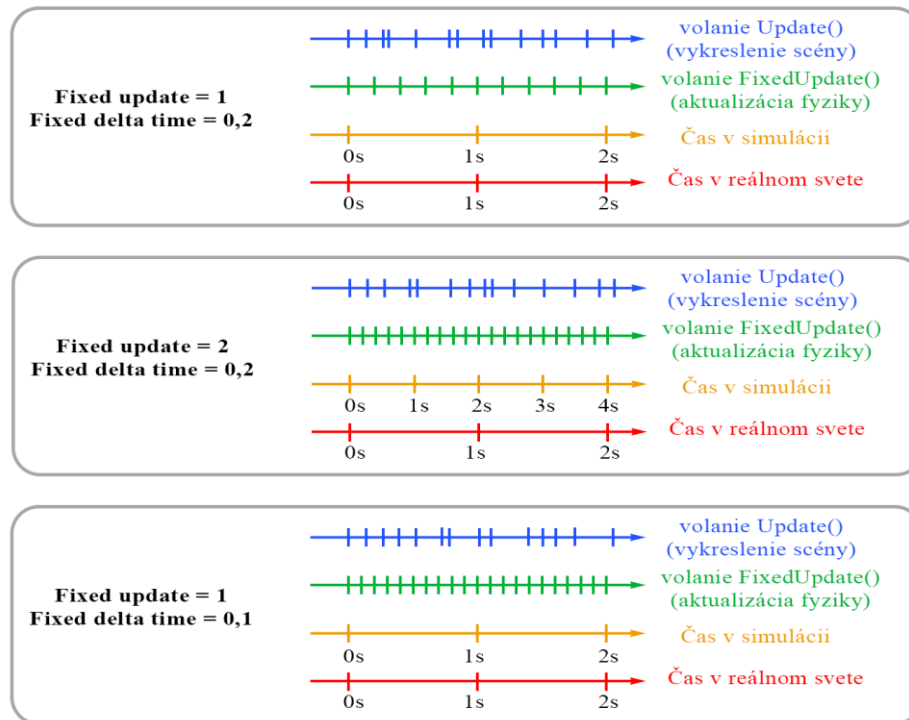 volanie Update()
(vykreslenie scény)
volanie FixedUpdate()
(aktualizácia fyziky)
Fixed update = 1
Fixed delta time = 0,2
Čas v simulácii
0s 1s 2s
Čas v reálnom svete
0s 1s 2s
volanie Update()
(vykreslenie scény)
volanie FixedUpdate()
(aktualizácia fyziky)
Fixed update = 2
Fixed delta time = 0,2
Čas v simulácii
0s 1s 2s 3s 4s
Čas v reálnom svete
0s 1s 2s
volanie Update()
(vykreslenie scény)
volanie FixedUpdate()
(aktualizácia fyziky)
Fixed update = 1
Fixed delta time = 0,1
Čas v simulácii
0s 1s 2s
Čas v reálnom svete
0s 1s 2s